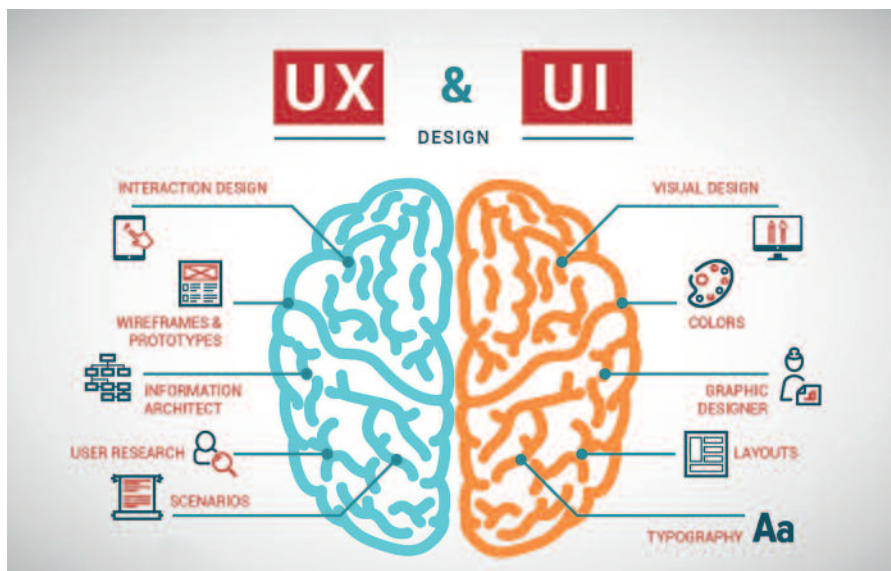 UX & UI
DESIGN
INTERACTION DESIGN
WIREFRAMES &
PROTOTYPES
INFORMATION
ARCHITECT
USER RESEARCH
SCENARIOS
VISUAL DESIGN
COLORS
GRAPHIC
DESIGNER
LAYOUTS
TYPOGRAPHY Aa